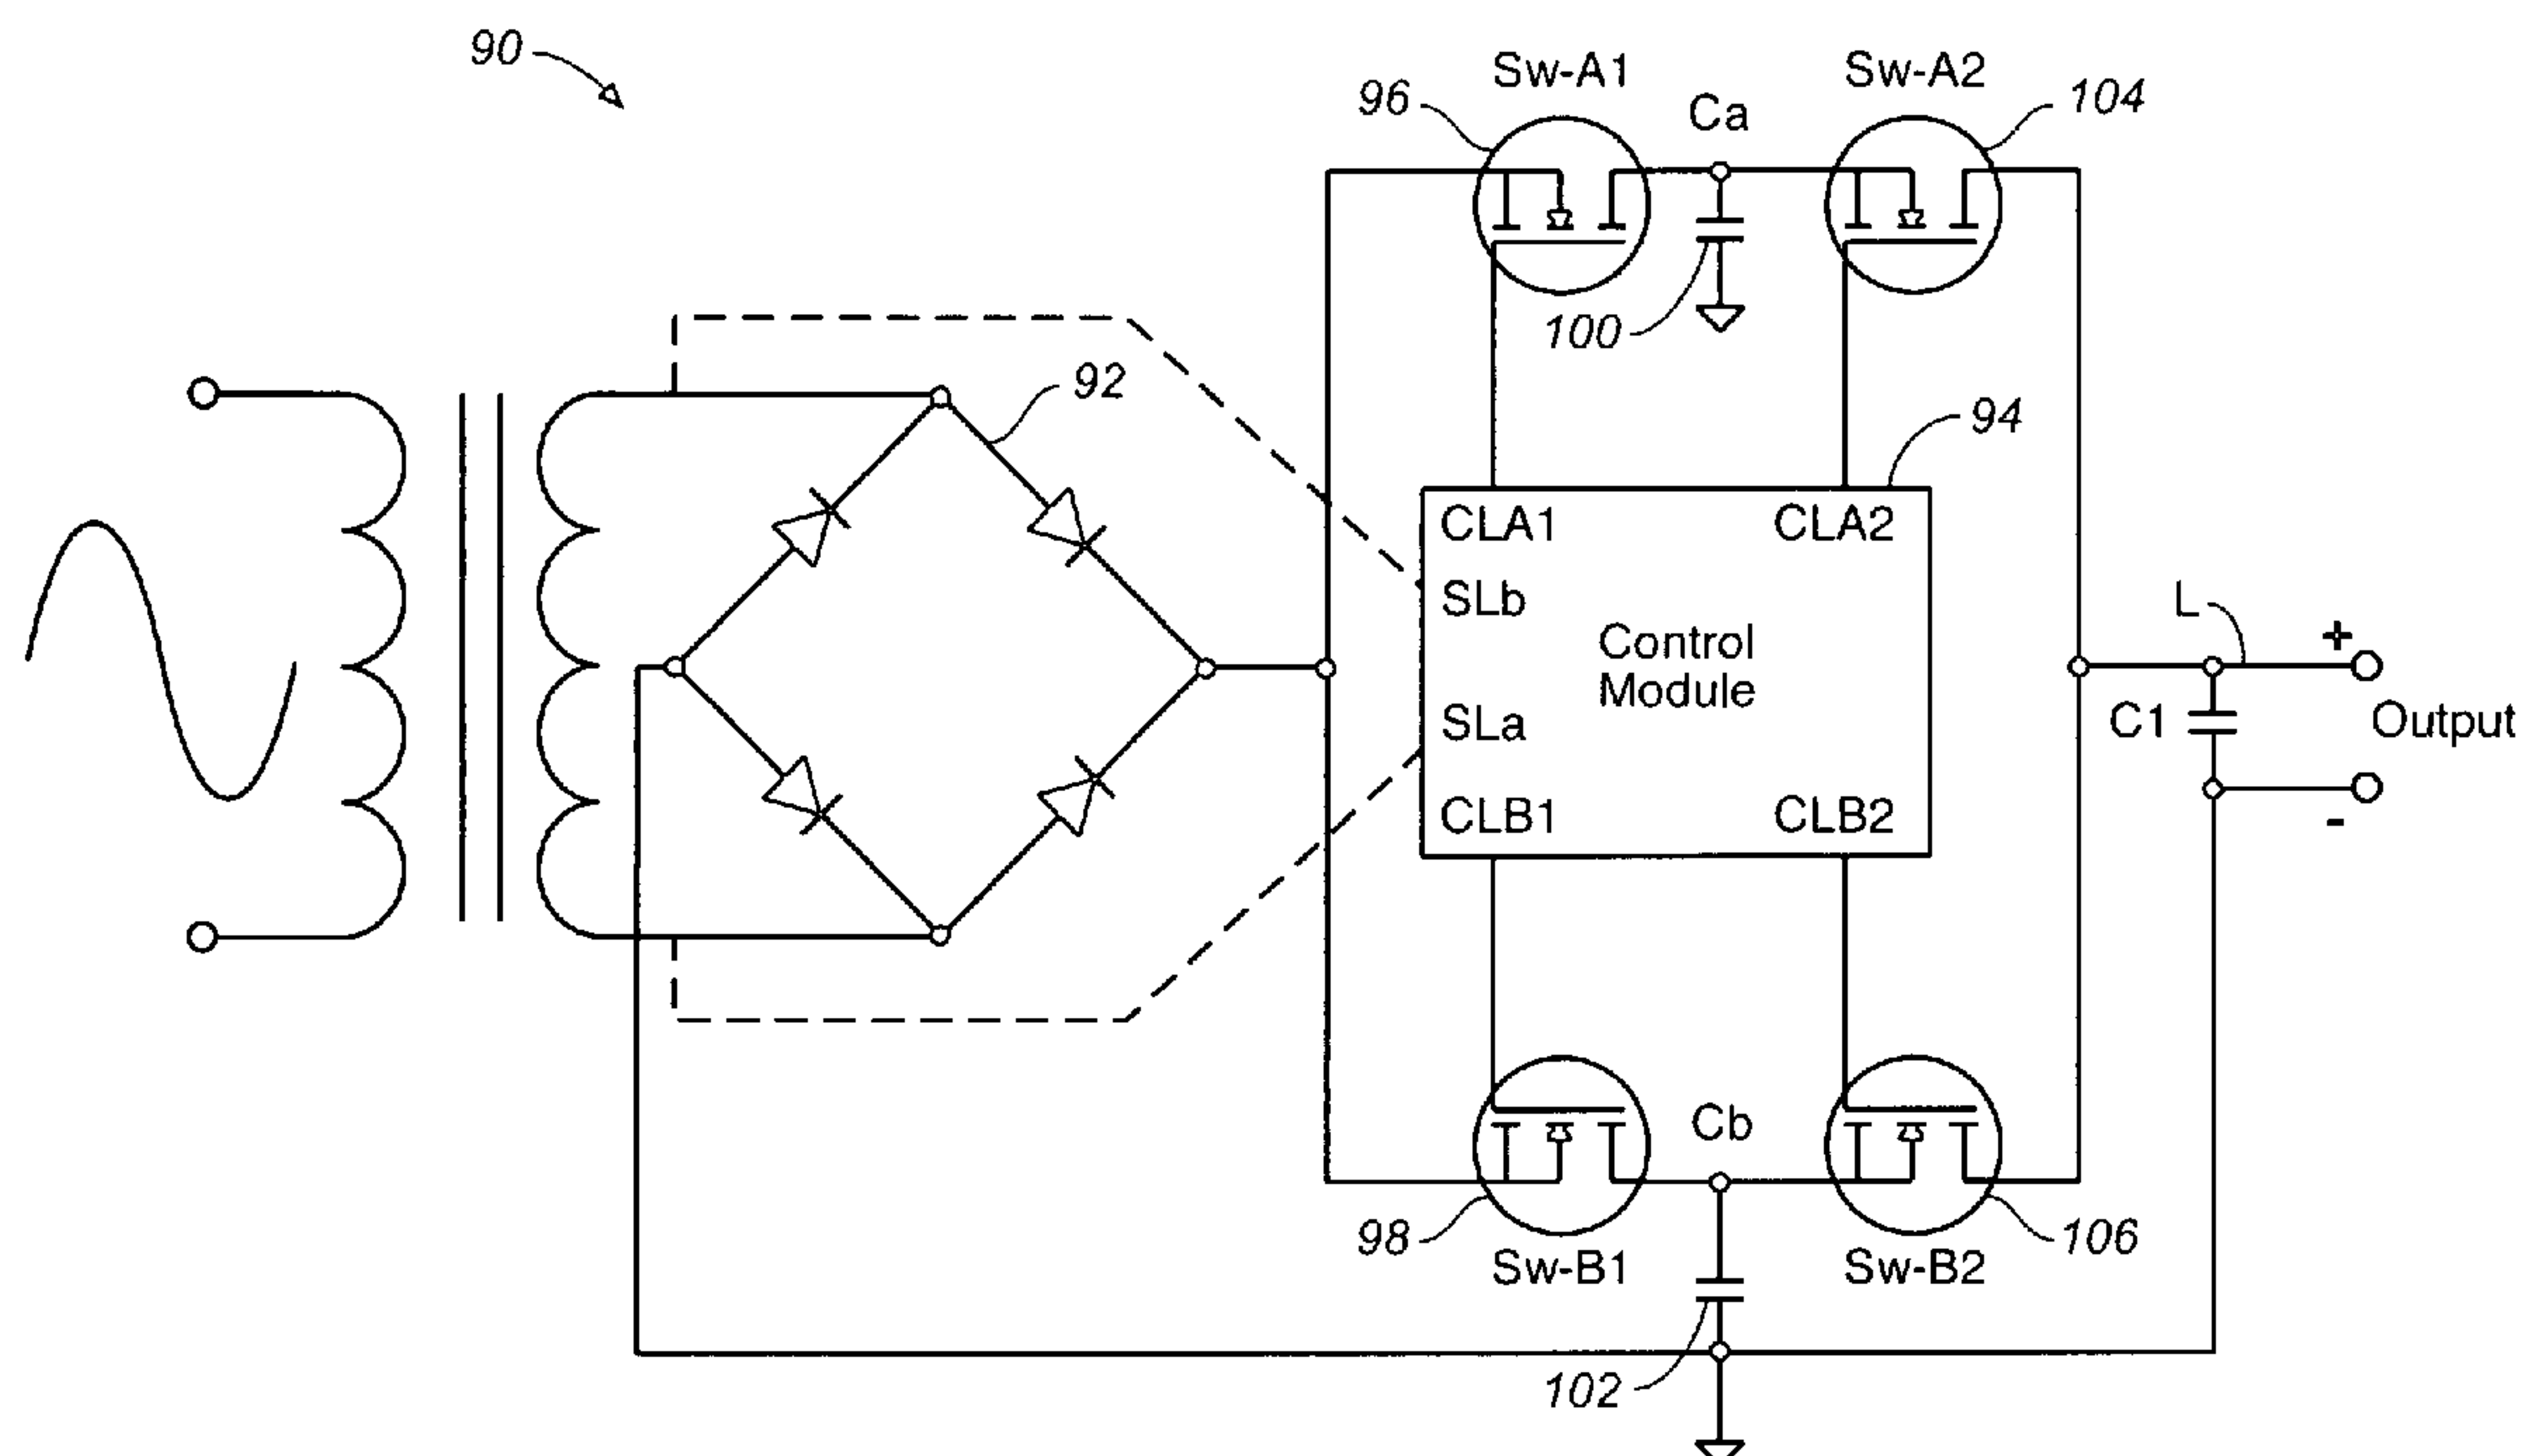 90
Sw-A1
Sw-A2
96
Ca
104
100
92
94
CLA1
CLA2
SLb
Control
Module
SLa
CLB1
CLB2
L
+
C1
Output
-
Cb
98
106
Sw-B1
Sw-B2
102